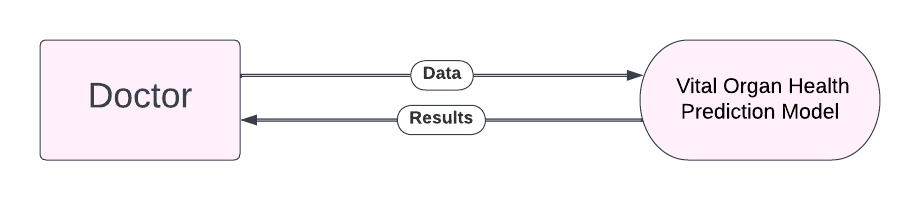 Doctor
Data
Results
Vital Organ Health
Prediction Model